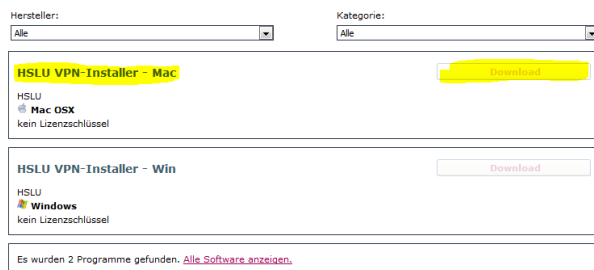 Hersteller: Kategorie:
Alle Alle
HSLU VPN-Installer - Mac Download
HSLU
Mac OSX
kein Lizenzschlüssel
HSLU VPN-Installer - Win Download
HSLU
Windows
kein Lizenzschlüssel
Es wurden 2 Programme gefunden. Alle Software anzeigen.